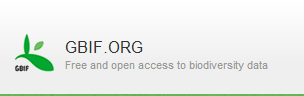 GBIF.ORG
Free and open access to biodiversity data
GBIF